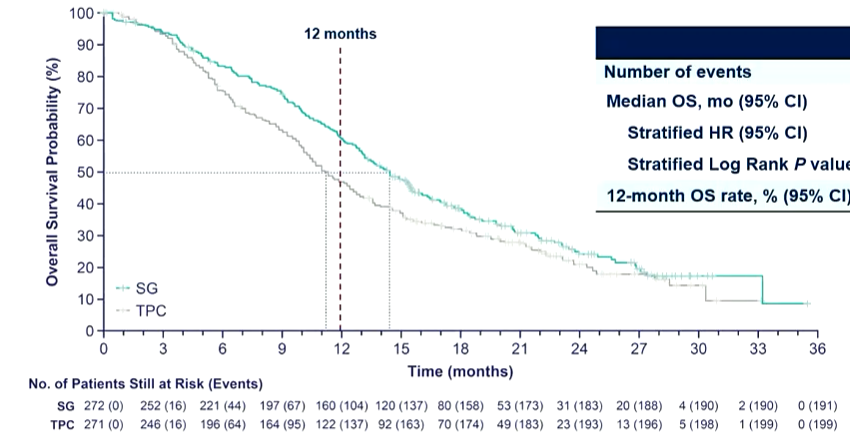 12 months
Overall Survival Probability (%)
100
90
80
70
60
50
40
30
20
10
0
SG
TPC
0 3 6 9 12 15 18 21 24 27 30 33 36
Time (months)
Number of events
Median OS, mo (95% CI)
Stratified HR (95% CI)
Stratified Log Rank P value
12-month OS rate, % (95% CI)
No. of Patients Still at Risk (Events)
SG 272 (0) 252 (16) 221 (44) 197 (67) 160 (104) 120 (137) 80 (158) 53 (173) 31 (183) 20 (188) 4 (190) 2 (190) 0 (191)
TPC 271 (0) 246 (16) 196 (64) 164 (95) 122 (137) 92 (163) 70 (174) 49 (183) 23 (193) 13 (196) 5 (198) 1 (199) 0 (199)